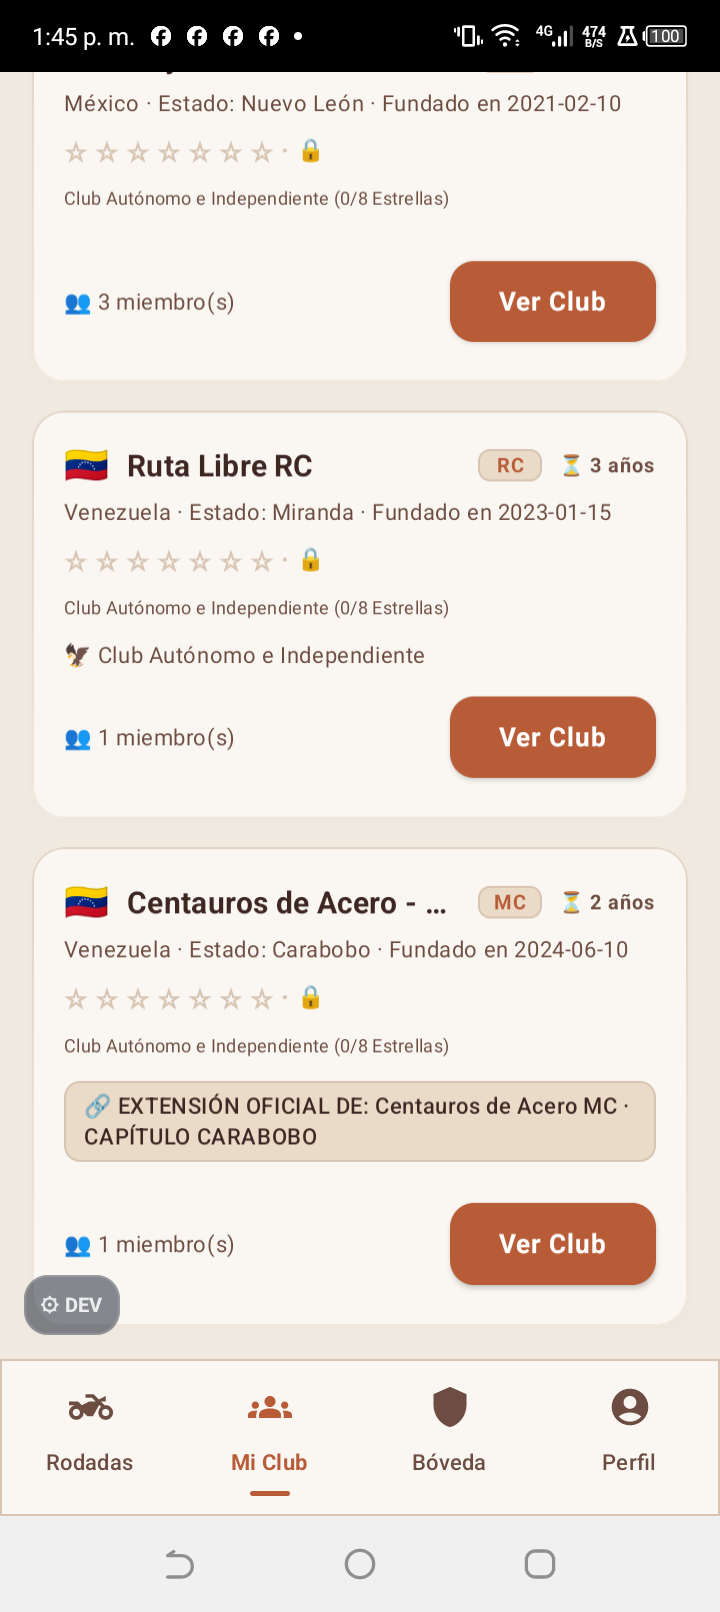 1:45 p. m.
4G
474
B/S
100
México · Estado: Nuevo León · Fundado en 2021-02-10
☆ ☆ ☆ ☆ ☆ ☆ ☆ · 🔒
Club Autónomo e Independiente (0/8 Estrellas)
👥 3 miembro(s)
Ver Club
🇻🇪 Ruta Libre RC
RC
⏳ 3 años
Venezuela · Estado: Miranda · Fundado en 2023-01-15
☆ ☆ ☆ ☆ ☆ ☆ ☆ · 🔒
Club Autónomo e Independiente (0/8 Estrellas)
🦅 Club Autónomo e Independiente
👥 1 miembro(s)
Ver Club
🇻🇪 Centauros de Acero - ...
MC
⏳ 2 años
Venezuela · Estado: Carabobo · Fundado en 2024-06-10
☆ ☆ ☆ ☆ ☆ ☆ ☆ · 🔒
Club Autónomo e Independiente (0/8 Estrellas)
🔗 EXTENSIÓN OFICIAL DE: Centauros de Acero MC ·
CAPÍTULO CARABOBO
👥 1 miembro(s)
Ver Club
⚙ DEV
Rodadas
Mi Club
Bóveda
Perfil